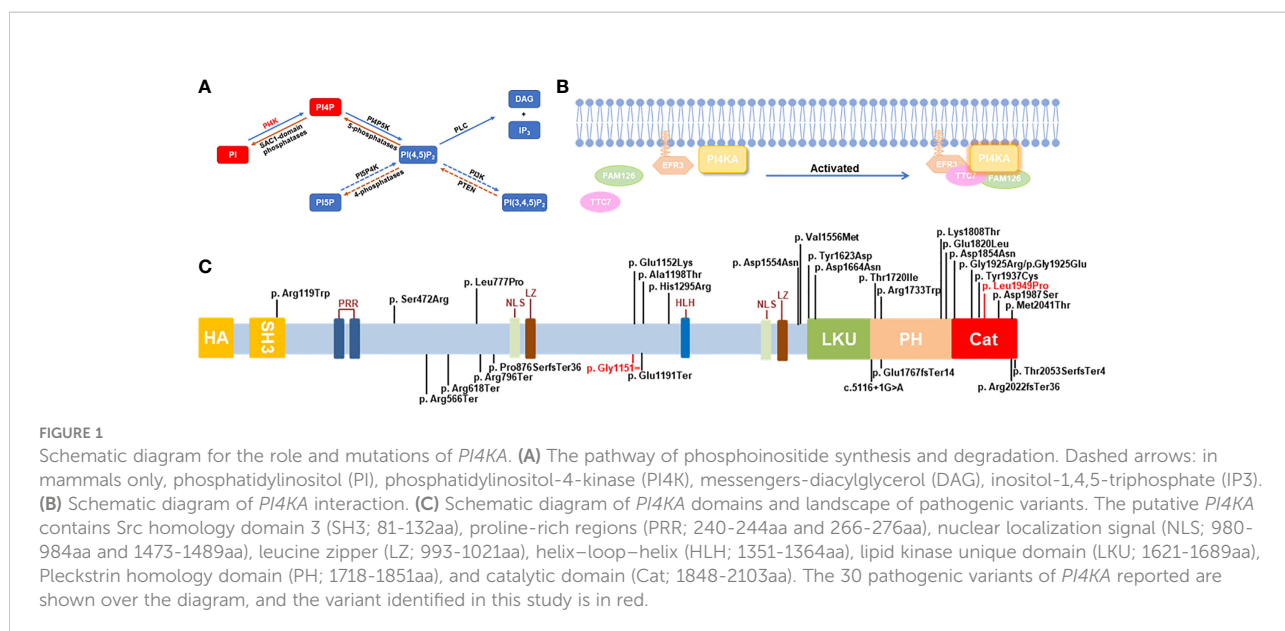 A
PI4P
PI4K
SAC1-domain
phosphatases
PI
PI4P5K
5-phosphatases
PI(4,5)P2
PLC
DAG
+
IP3
PI5P4K
4-phosphatases
PI5P
PI3K
PTEN
PI(3,4,5)P2
B
EFR3
PI4KA
FAM126
TTC7
Activated
EFR3
PI4KA
TTC7
FAM126
C
p. Arg119Trp
PRR
p. Ser472Arg
p. Leu777Pro
NLS
LZ
p. Glu1152Lys
p. Ala1198Thr
p. His1295Arg
HLH
p. Asp1554Asn
NLS
LZ
p. Val1556Met
p. Tyr1623Asp
p. Asp1664Asn
p. Thr1720Ile
p. Arg1733Trp
p. Lys1808Thr
p. Glu1820Leu
p. Asp1854Asn
p. Gly1925Arg/p.Gly1925Glu
p. Tyr1937Cys
p. Leu1949Pro
p. Asp1987Ser
p. Met2041Thr
HA
SH3
LKU
PH
Cat
p. Pro876SerfsTer36
p. Arg796Ter
p. Arg618Ter
p. Arg566Ter
p. Gly1151=
p. Glu1191Ter
p. Glu1767fsTer14
c.5116+1G>A
p. Thr2053SerfsTer4
p. Arg2022fsTer36
FIGURE 1
Schematic diagram for the role and mutations of PI4KA. (A) The pathway of phosphoinositide synthesis and degradation. Dashed arrows: in
mammals only, phosphatidylinositol (PI), phosphatidylinositol-4-kinase (PI4K), messengers-diacylglycerol (DAG), inositol-1,4,5-triphosphate (IP3).
(B) Schematic diagram of PI4KA interaction. (C) Schematic diagram of PI4KA domains and landscape of pathogenic variants. The putative PI4KA
contains Src homology domain 3 (SH3; 81-132aa), proline-rich regions (PRR; 240-244aa and 266-276aa), nuclear localization signal (NLS; 980-
984aa and 1473-1489aa), leucine zipper (LZ; 993-1021aa), helix–loop–helix (HLH; 1351-1364aa), lipid kinase unique domain (LKU; 1621-1689aa),
Pleckstrin homology domain (PH; 1718-1851aa), and catalytic domain (Cat; 1848-2103aa). The 30 pathogenic variants of PI4KA reported are
shown over the diagram, and the variant identified in this study is in red.